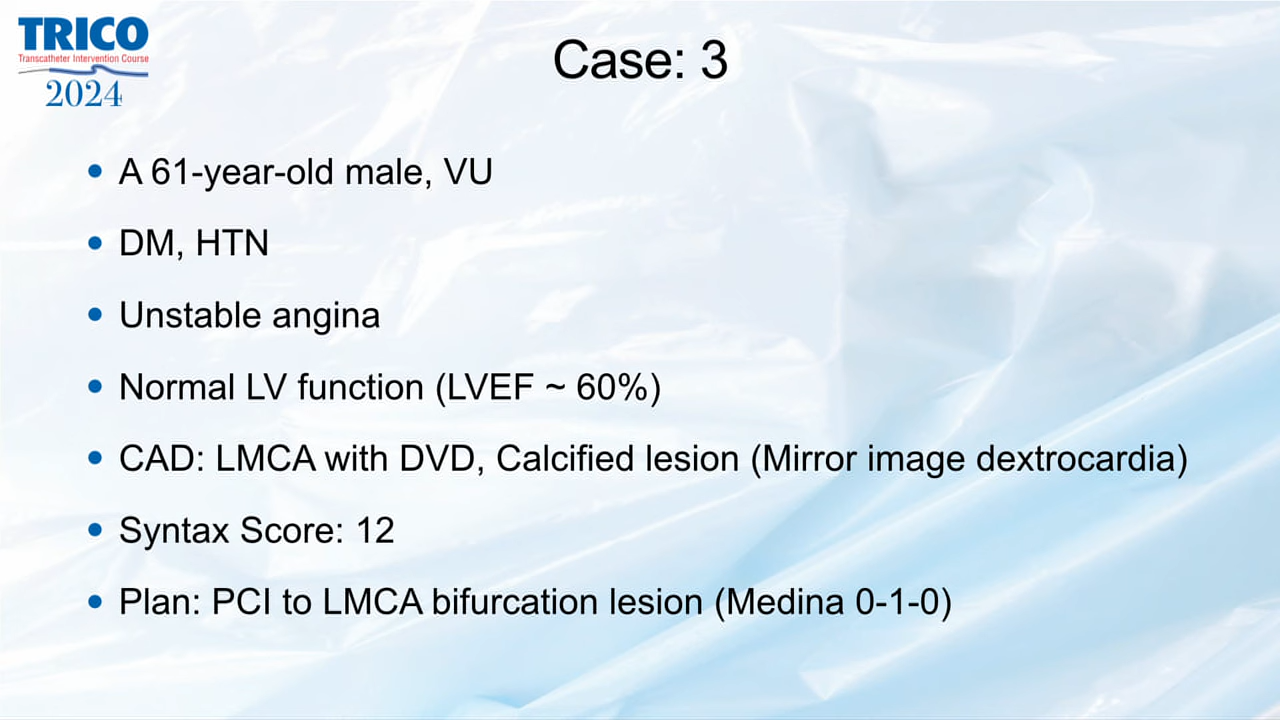 TRICO
Transcatheter Intervention Course
2024
Case: 3
• A 61-year-old male, VU
• DM, HTN
• Unstable angina
• Normal LV function (LVEF ~ 60%)
• CAD: LMCA with DVD, Calcified lesion (Mirror image dextrocardia)
• Syntax Score: 12
• Plan: PCI to LMCA bifurcation lesion (Medina 0-1-0)